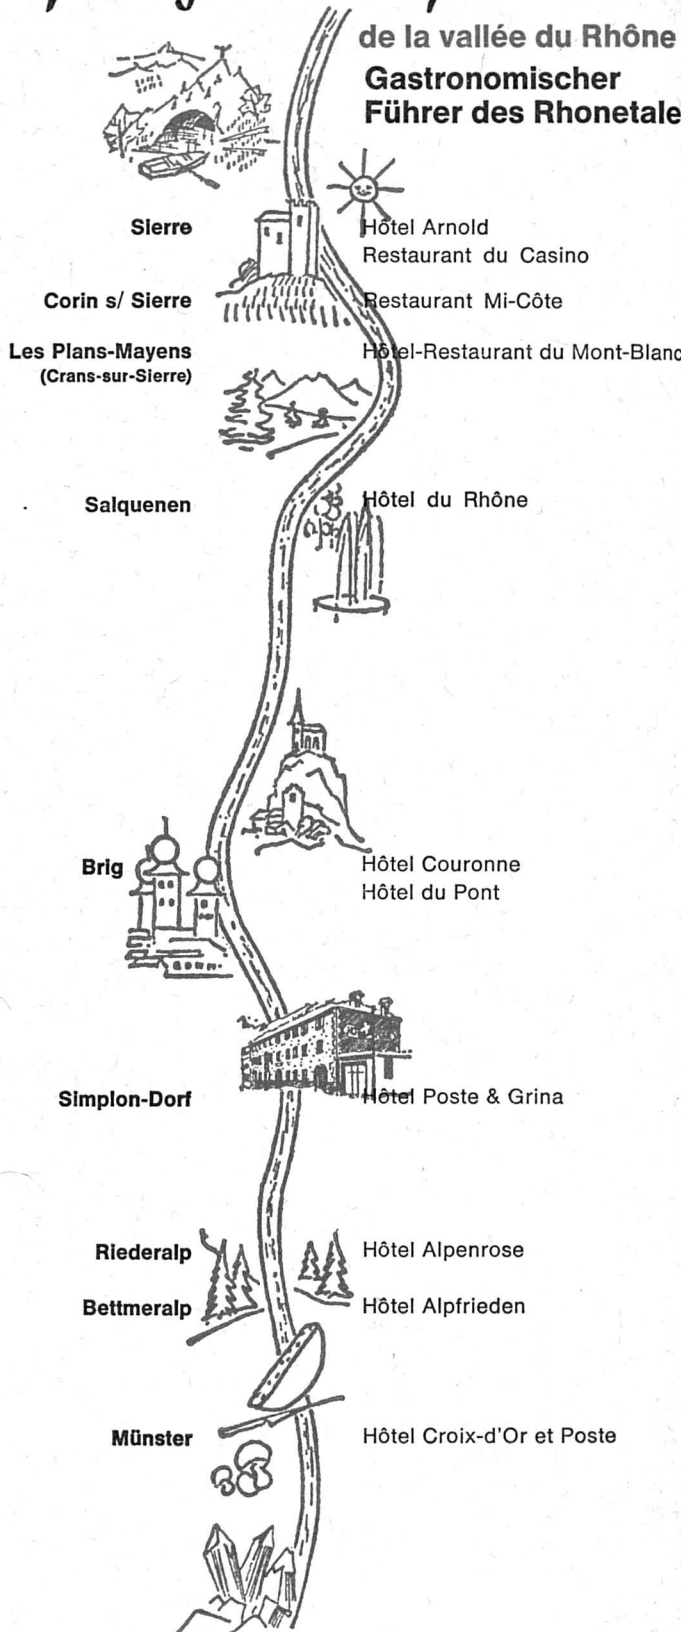 de la vallée du Rhône
Gastronomischer
Führer des Rhonetale
Sierre
Hôtel Arnold
Restaurant du Casino
Corin s/ Sierre
Restaurant Mi-Côte
Les Plans-Mayens
(Crans-sur-Sierre)
Hôtel-Restaurant du Mont-Blanc
Salquenen
Hôtel du Rhône
Brig
Hôtel Couronne
Hôtel du Pont
Simplon-Dorf
Hôtel Poste & Grina
Riederalp
Hôtel Alpenrose
Bettmeralp
Hôtel Alpfrieden
Münster
Hôtel Croix-d'Or et Poste